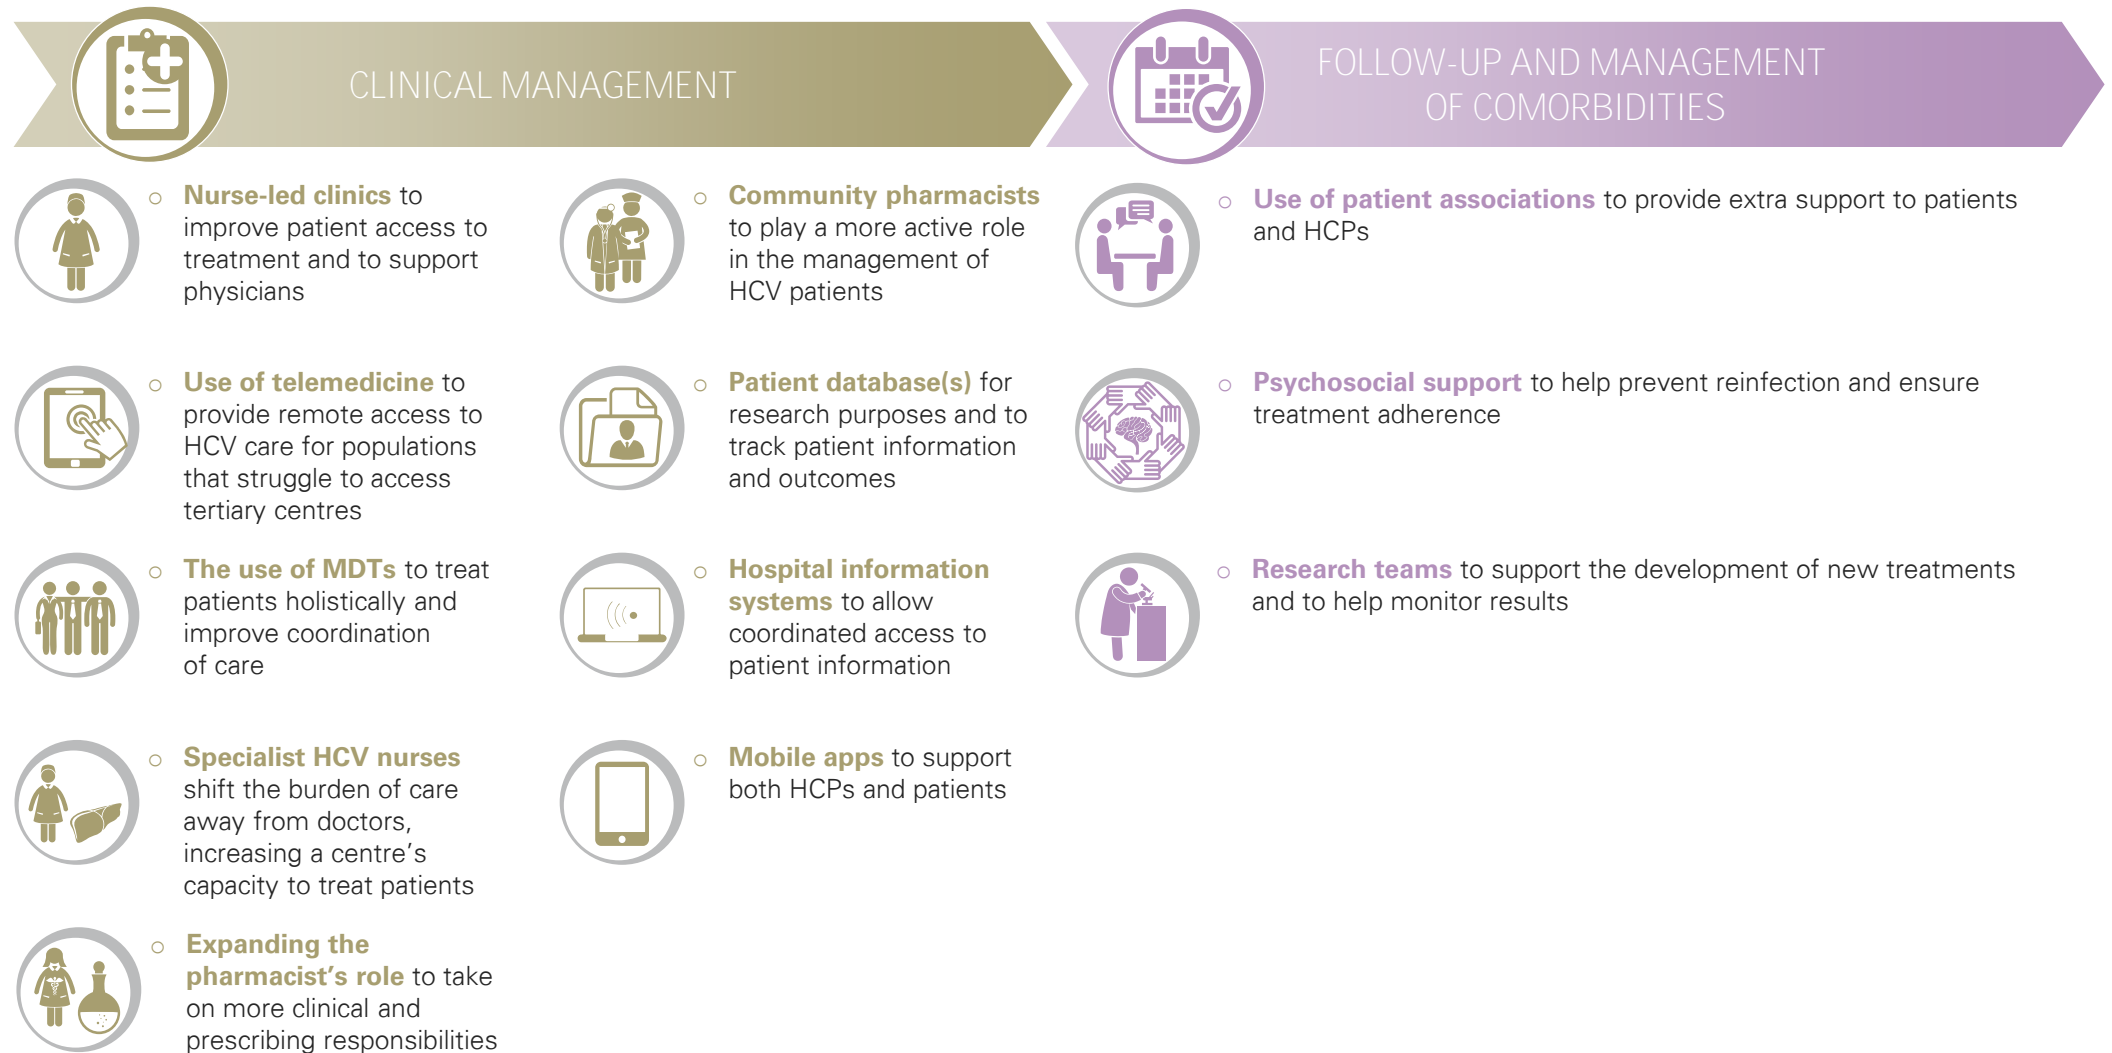 CLINICAL MANAGEMENT
○ Nurse-led clinics to
improve patient access to
treatment and to support
physicians
○ Use of telemedicine to
provide remote access to
HCV care for populations
that struggle to access
tertiary centres
○ The use of MDTs to treat
patients holistically and
improve coordination
of care
○ Specialist HCV nurses
shift the burden of care
away from doctors,
increasing a centre’s
capacity to treat patients
○ Expanding the
pharmacist’s role to take
on more clinical and
prescribing responsibilities
○ Community pharmacists
to play a more active role
in the management of
HCV patients
○ Patient database(s) for
research purposes and to
track patient information
and outcomes
○ Hospital information
systems to allow
coordinated access to
patient information
○ Mobile apps to support
both HCPs and patients
FOLLOW-UP AND MANAGEMENT
OF COMORBIDITIES
○ Use of patient associations to provide extra support to patients
and HCPs
○ Psychosocial support to help prevent reinfection and ensure
treatment adherence
○ Research teams to support the development of new treatments
and to help monitor results